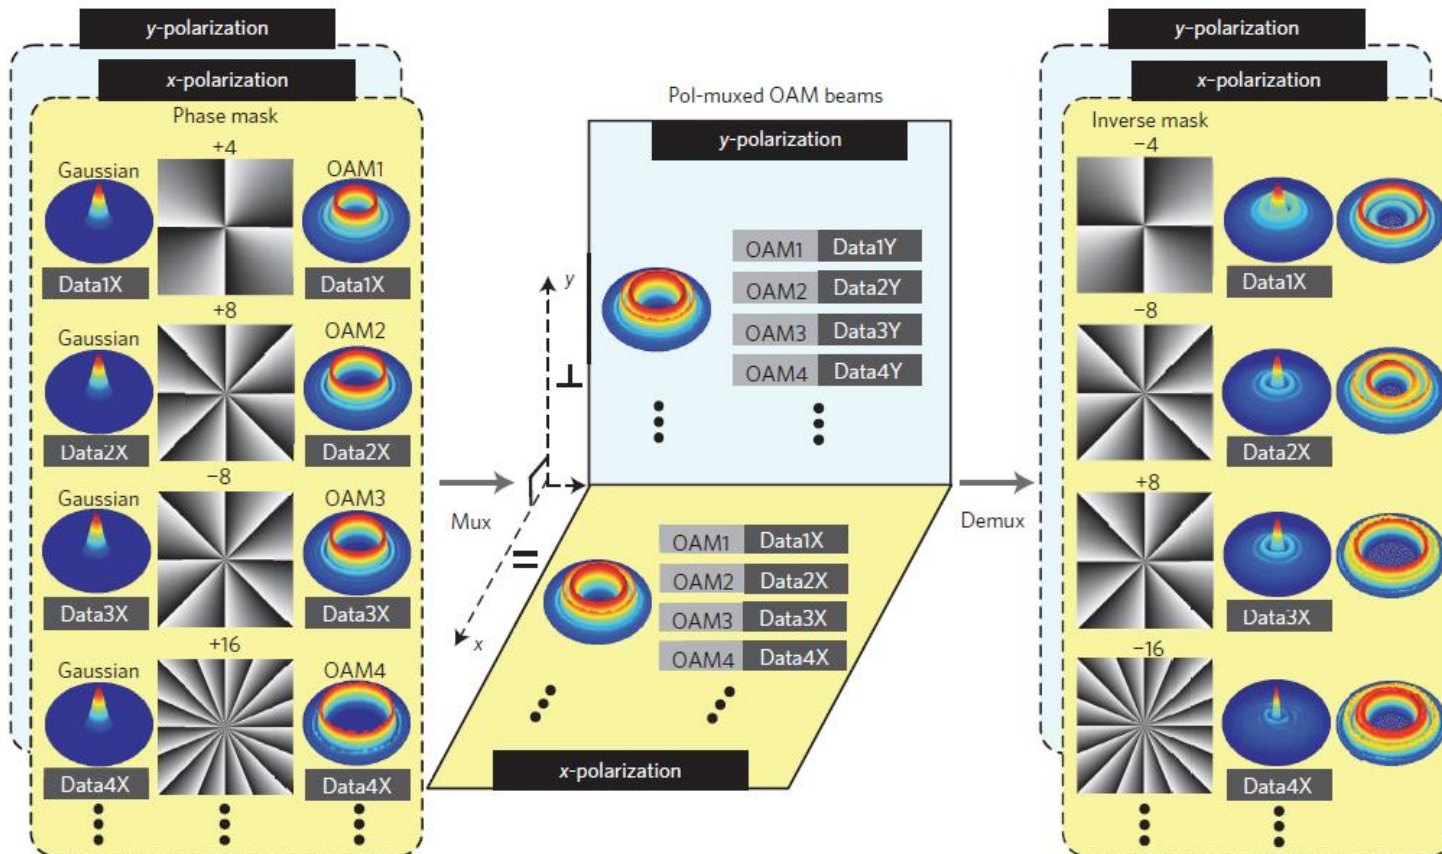 y-polarization
x-polarization
Phase mask
+4
Gaussian
OAM1
Data1X
Data1X
+8
Gaussian
OAM2
Data2X
Data2X
−8
Gaussian
OAM3
Data3X
Data3X
+16
Gaussian
OAM4
Data4X
Data4X
Mux
Pol-muxed OAM beams
y-polarization
OAM1 Data1Y
OAM2 Data2Y
OAM3 Data3Y
OAM4 Data4Y
y
⊥
=
x
OAM1 Data1X
OAM2 Data2X
OAM3 Data3X
OAM4 Data4X
x-polarization
Demux
y-polarization
x-polarization
Inverse mask
−4
Data1X
−8
Data2X
+8
Data3X
−16
Data4X